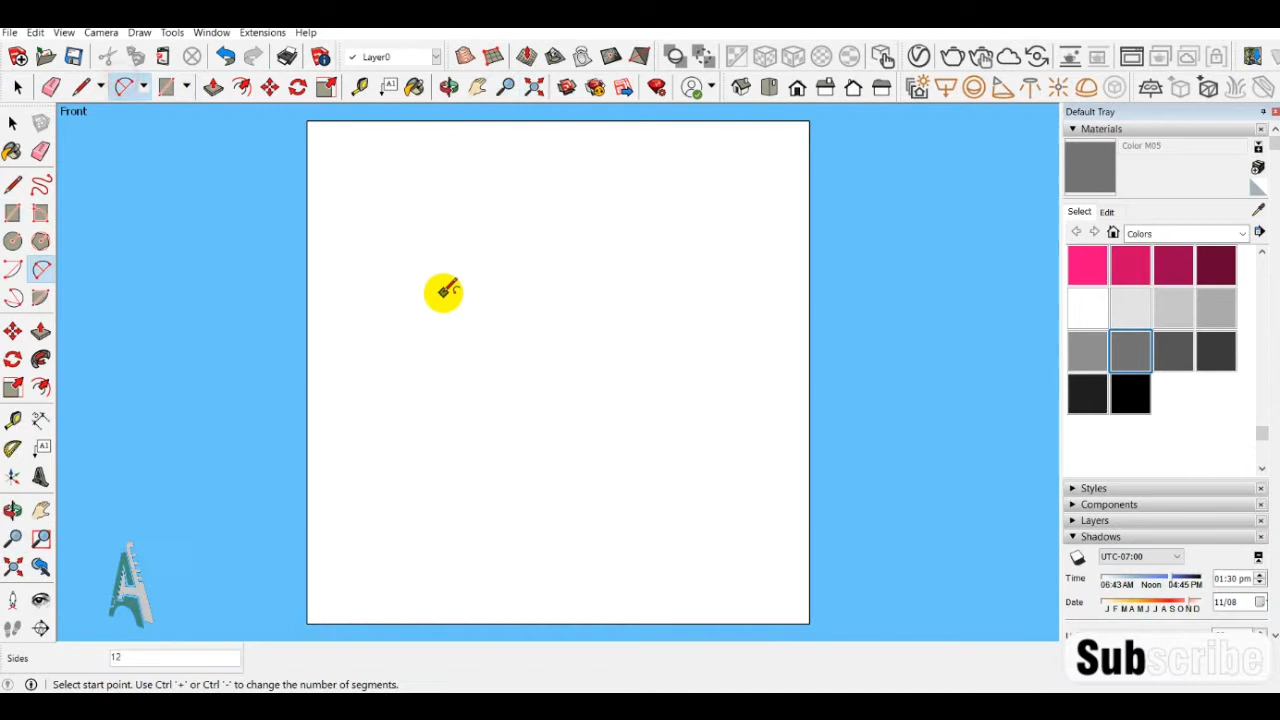 File Edit View Camera Draw Tools Window Extensions Help
Layer0
A1
Front
Default Tray
Materials
Color M05
Select Edit
Colors
A1
Styles
Components
Layers
Shadows
UTC-07:00
Time 06:43 AM Noon 04:45 PM 01:30 pm
Date J F M A M J J A S O N D 11/08
Sides 12
Subscribe
Select start point. Use Ctrl '+' or Ctrl '-' to change the number of segments.